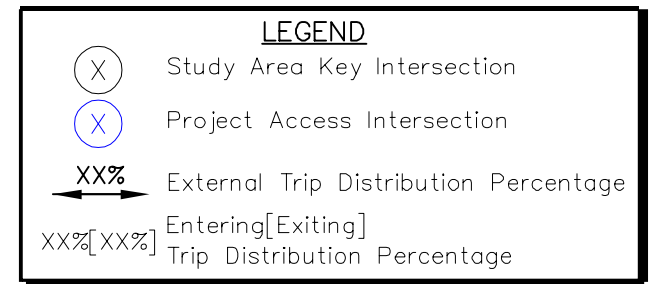 LEGEND
X Study Area Key Intersection
X Project Access Intersection
XX% External Trip Distribution Percentage
XX%[XX%] Entering[Exiting]
Trip Distribution Percentage